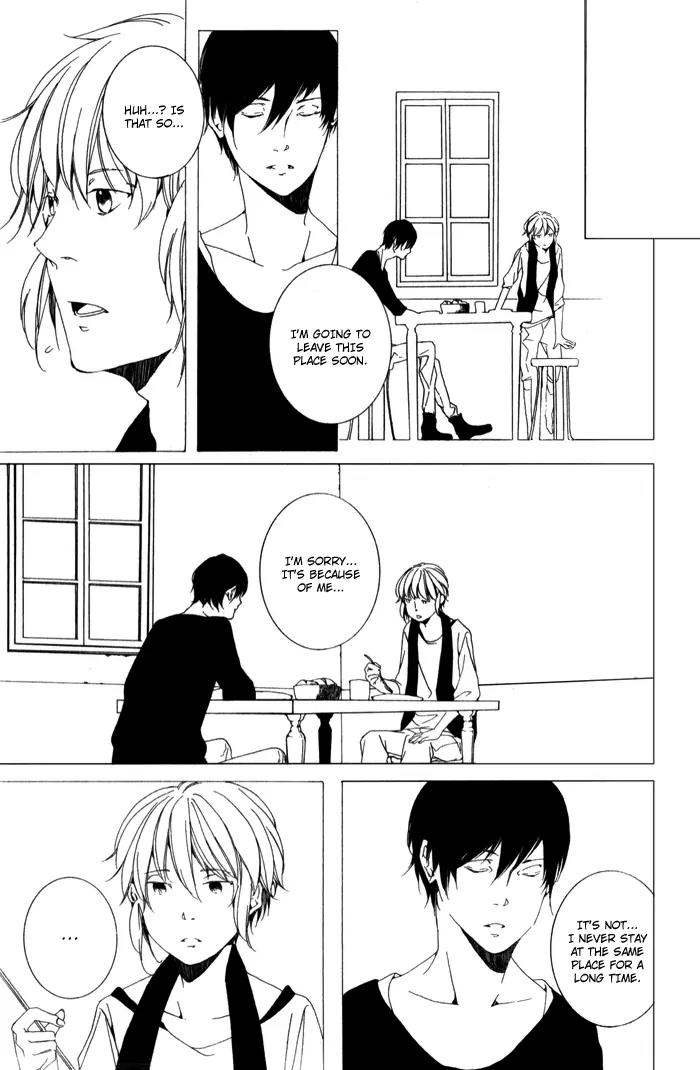 I'M GOING TO
LEAVE THIS
PLACE SOON.
HUH...? IS
THAT SO...
I'M SORRY...
IT'S BECAUSE
OF ME...
IT'S NOT...
I NEVER STAY
AT THE SAME
PLACE FOR A
LONG TIME.
...